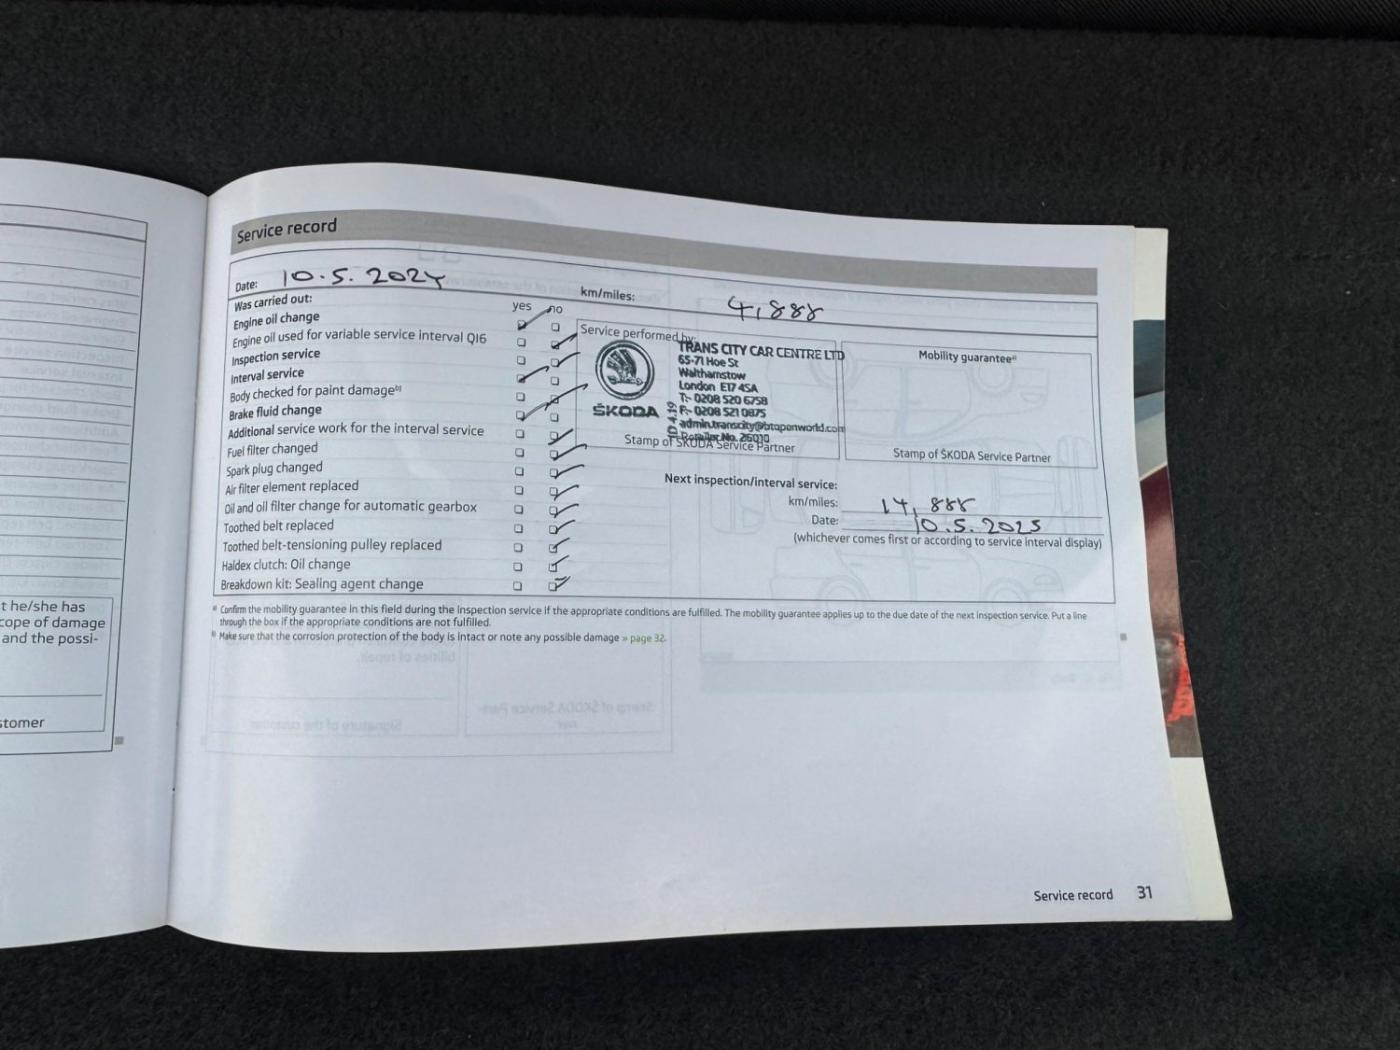 Service record
Date: 10.5.2024 km/miles: 4,888
Was carried out: yes no
Engine oil change
Engine oil used for variable service interval QI6
Inspection service
Interval service
Body checked for paint damage b)
Brake fluid change
Additional service work for the interval service
Fuel filter changed
Spark plug changed
Air filter element replaced
Oil and oil filter change for automatic gearbox
Toothed belt replaced
Toothed belt-tensioning pulley replaced
Haldex clutch: Oil change
Breakdown kit: Sealing agent change
Service performed by:
TRANS CITY CAR CENTRE LTD
65-71 Hoe St
Walthamstow
London E17 4SA
T:- 0208 520 6758
F:- 0208 521 0875
admin.transcity@btopenworld.com
Retailer No. 26010
ŠKODA
Stamp of ŠKODA Service Partner
Mobility guarantee a)
Stamp of ŠKODA Service Partner
Next inspection/interval service:
km/miles: 14,888
Date: 10.5.2025
(whichever comes first or according to service interval display)
a) Confirm the mobility guarantee in this field during the inspection service if the appropriate conditions are fulfilled. The mobility guarantee applies up to the due date of the next inspection service. Put a line
through the box if the appropriate conditions are not fulfilled.
b) Make sure that the corrosion protection of the body is intact or note any possible damage » page 32.
t he/she has
cope of damage
and the possi-
stomer
Service record 31